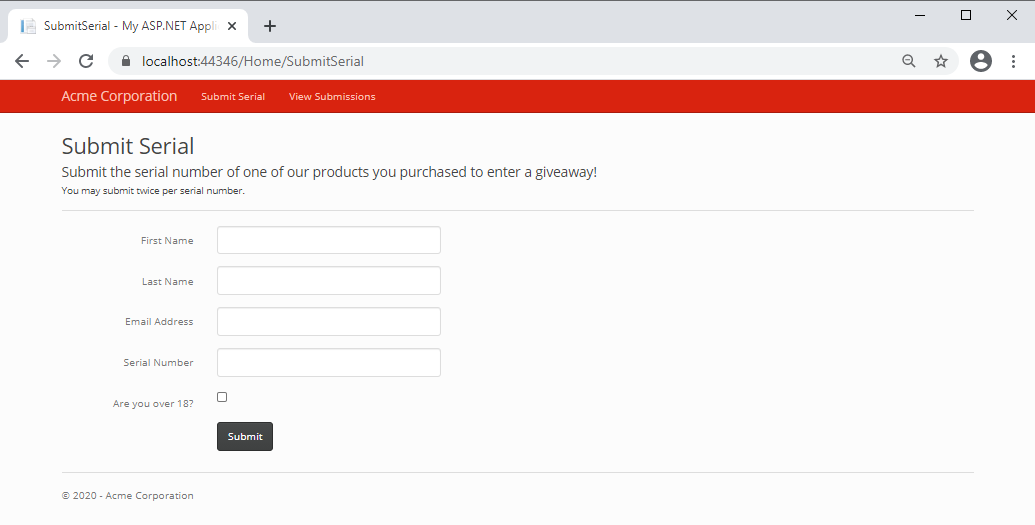 SubmitSerial - My ASP.NET Appli
localhost:44346/Home/SubmitSerial
Acme Corporation Submit Serial View Submissions
Submit Serial
Submit the serial number of one of our products you purchased to enter a giveaway!
You may submit twice per serial number.
First Name
Last Name
Email Address
Serial Number
Are you over 18?
Submit
© 2020 - Acme Corporation